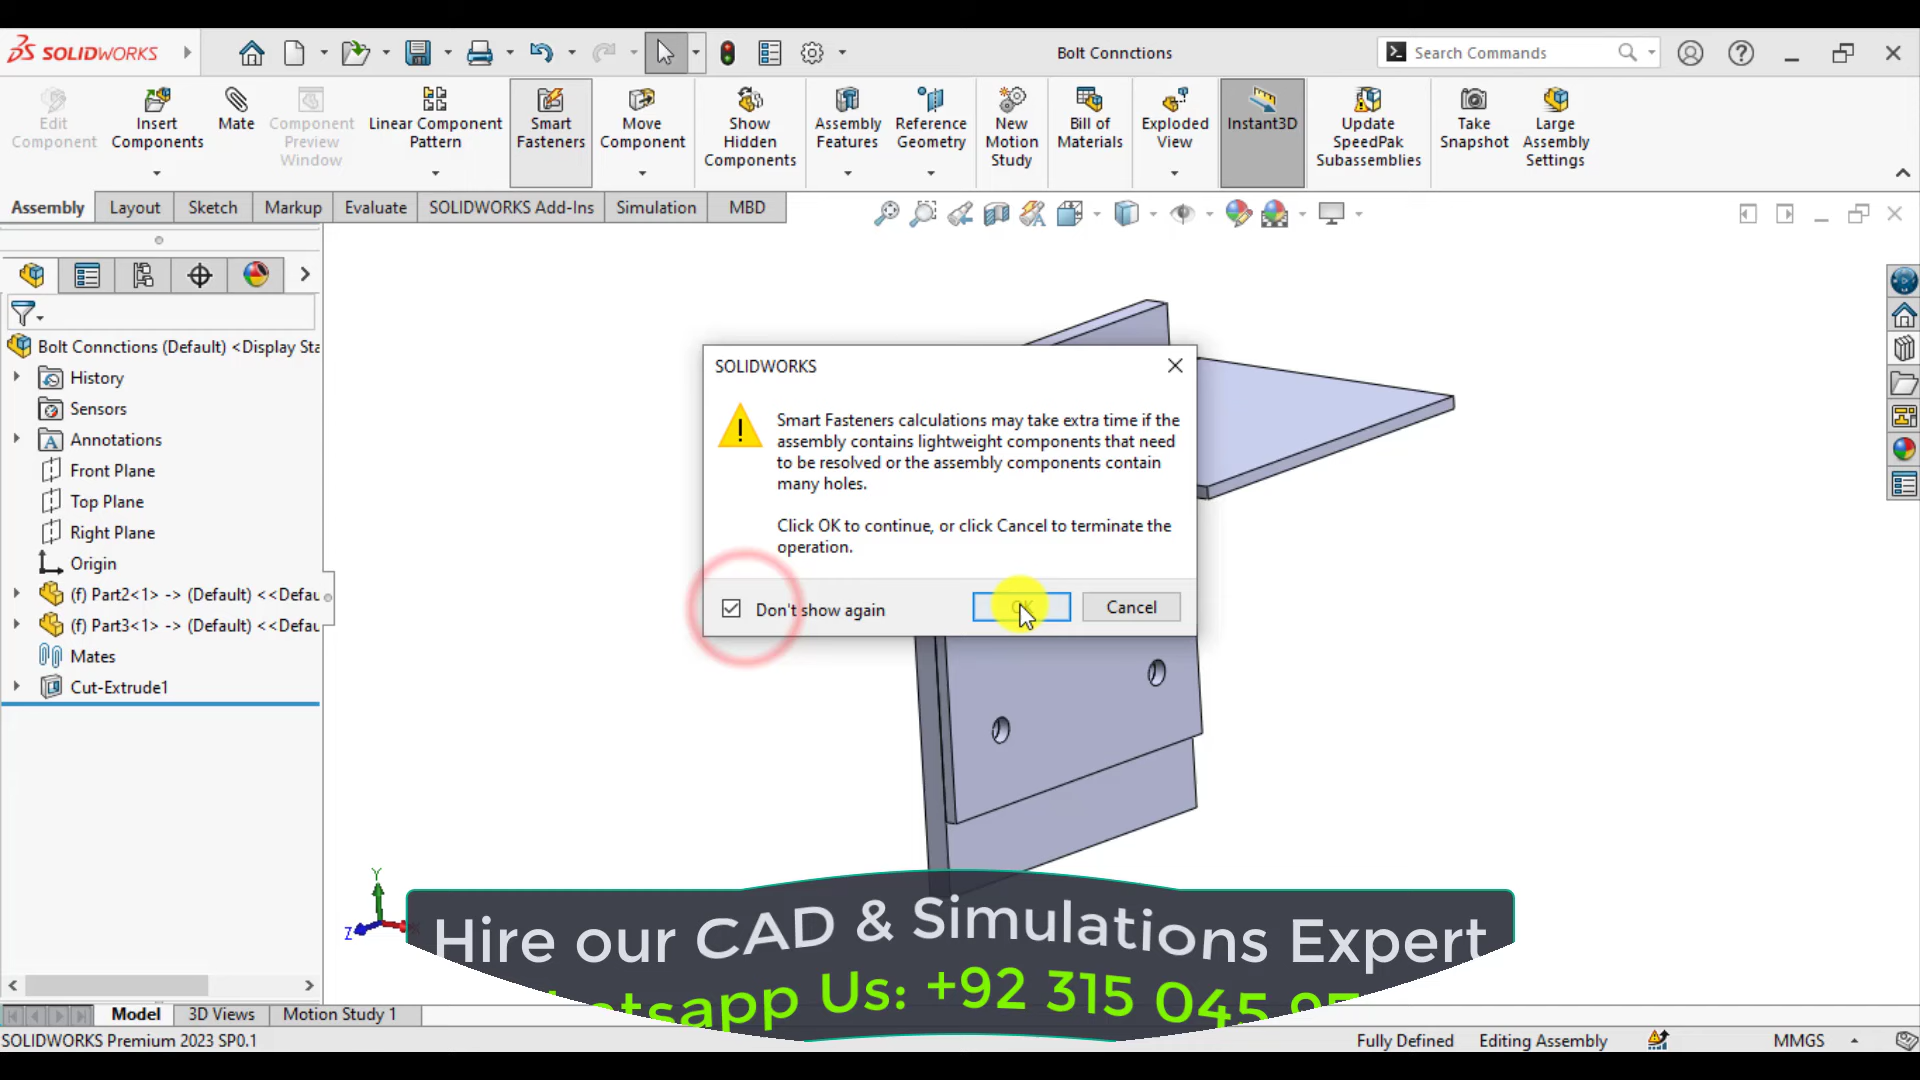 SOLIDWORKS
Bolt Connctions
Search Commands
Edit Component
Insert Components
Mate
Component Preview Window
Linear Component Pattern
Smart Fasteners
Move Component
Show Hidden Components
Assembly Features
Reference Geometry
New Motion Study
Bill of Materials
Exploded View
Instant3D
Update SpeedPak Subassemblies
Take Snapshot
Large Assembly Settings
Assembly
Layout
Sketch
Markup
Evaluate
SOLIDWORKS Add-Ins
Simulation
MBD
Bolt Connctions (Default) <Display Sta
History
Sensors
Annotations
Front Plane
Top Plane
Right Plane
Origin
(f) Part2<1> -> (Default) <<Defau
(f) Part3<1> -> (Default) <<Defau
Mates
Cut-Extrude1
SOLIDWORKS
Smart Fasteners calculations may take extra time if the
assembly contains lightweight components that need
to be resolved or the assembly components contain
many holes.
Click OK to continue, or click Cancel to terminate the
operation.
Don't show again
OK
Cancel
Y
Z
Hire our CAD & Simulations Expert
Us: +92 315 045
Model
3D Views
Motion Study 1
SOLIDWORKS Premium 2023 SP0.1
Fully Defined
Editing Assembly
MMGS